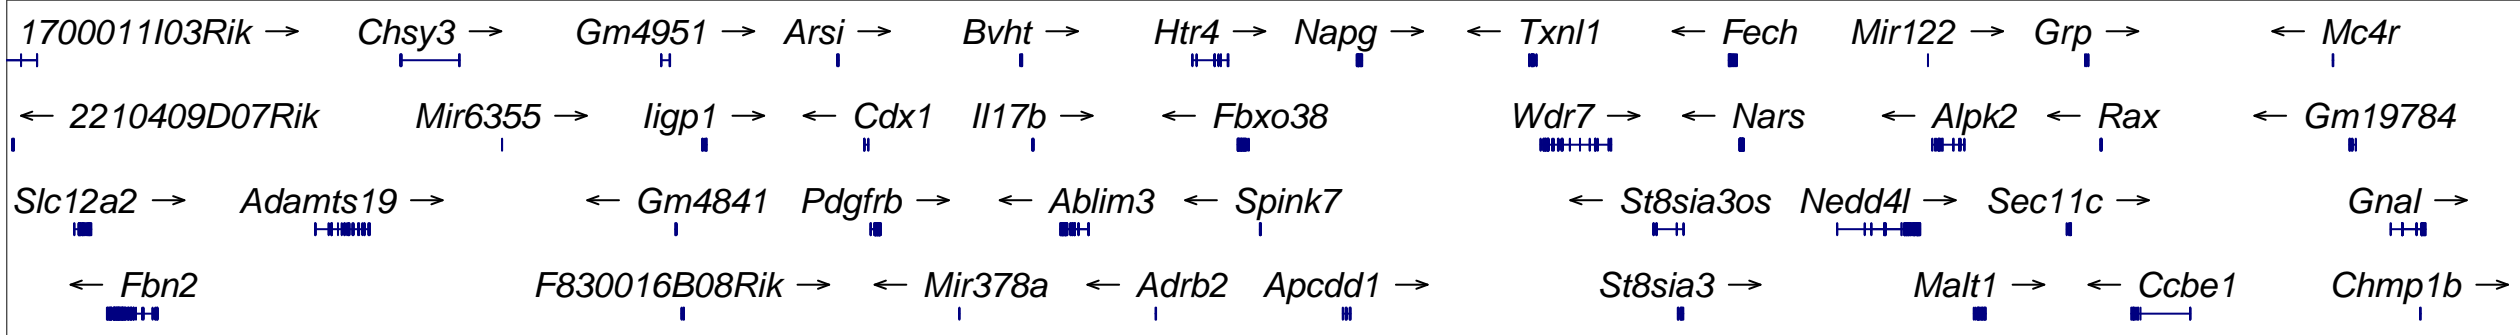 1700011I03Rik → Chsy3 → Gm4951 → Arsi → Bvht → Htr4 → Napg → ← Txnl1 ← Fech Mir122 → Grp → ← Mc4r
← 2210409D07Rik Mir6355 → Iigp1 → ← Cdx1 Il17b → ← Fbxo38 Wdr7 → ← Nars ← Alpk2 ← Rax ← Gm19784
Slc12a2 → Adamts19 → ← Gm4841 Pdgfrb → ← Ablim3 ← Spink7 ← St8sia3os Nedd4l → Sec11c → Gnal →
← Fbn2 F830016B08Rik → ← Mir378a ← Adrb2 Apcdd1 → St8sia3 → Malt1 → ← Ccbe1 Chmp1b →